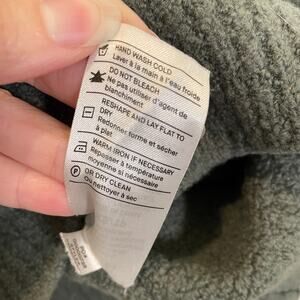 HAND WASH COLD
Laver à la main à l'eau froide
DO NOT BLEACH
Ne pas utiliser d'agent de
blanchiment
RESHAPE AND LAY FLAT TO
DRY
Redonner forme et sécher
à plat
WARM IRON IF NECESSARY
Repasser à température
moyenne si nécessaire
P OR DRY CLEAN
Ou nettoyer à sec